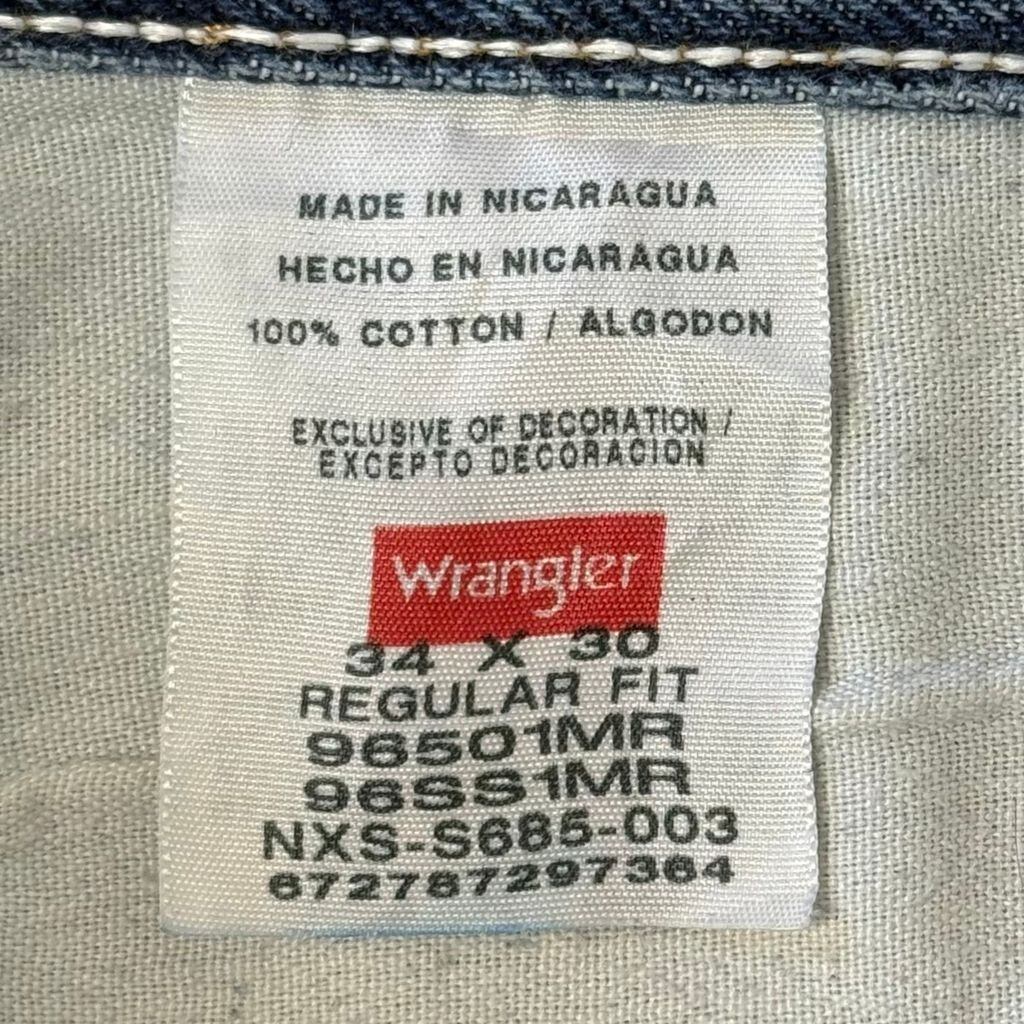 MADE IN NICARAGUA
HECHO EN NICARAGUA
100% COTTON / ALGODON
EXCLUSIVE OF DECORATION /
EXCEPTO DECORACION
Wrangler
34 X 30
REGULAR FIT
96501MR
96SS1MR
NXS-S685-003
672787297364